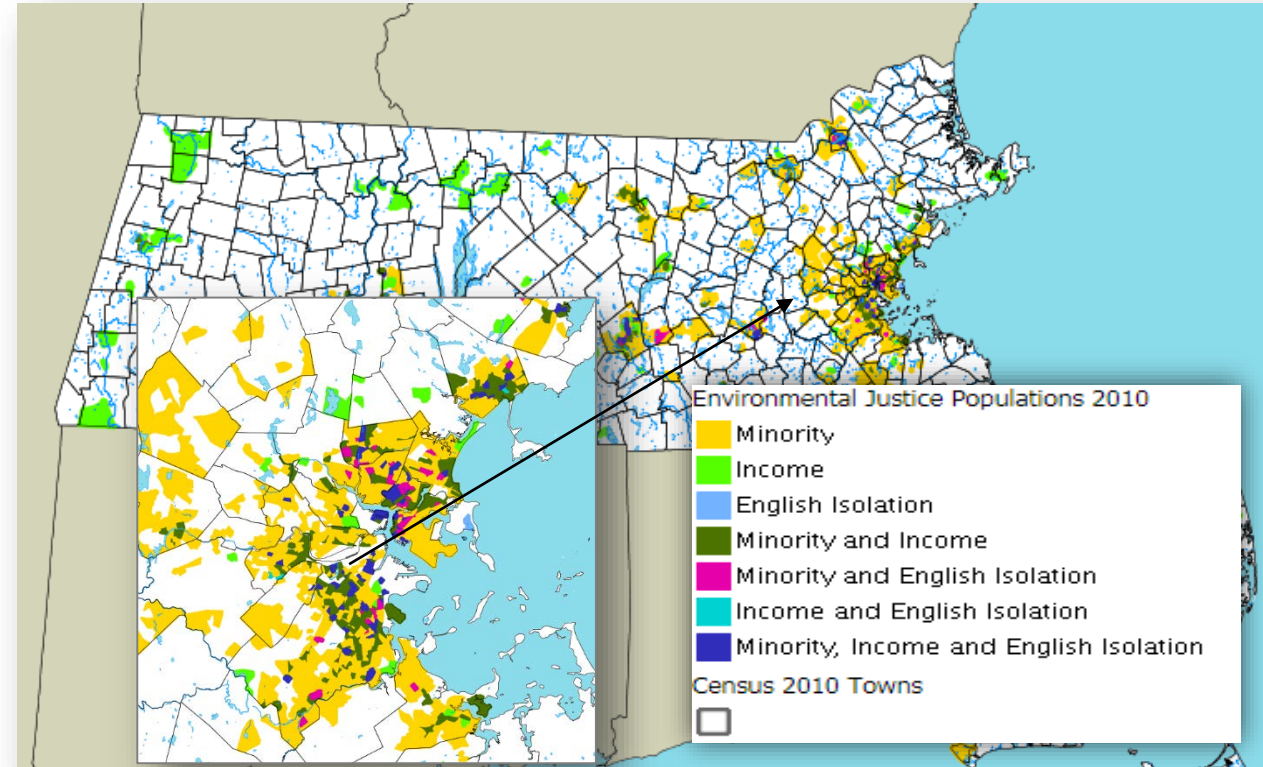 Environmental Justice Populations 2010
Minority
Income
English Isolation
Minority and Income
Minority and English Isolation
Income and English Isolation
Minority, Income and English Isolation
Census 2010 Towns